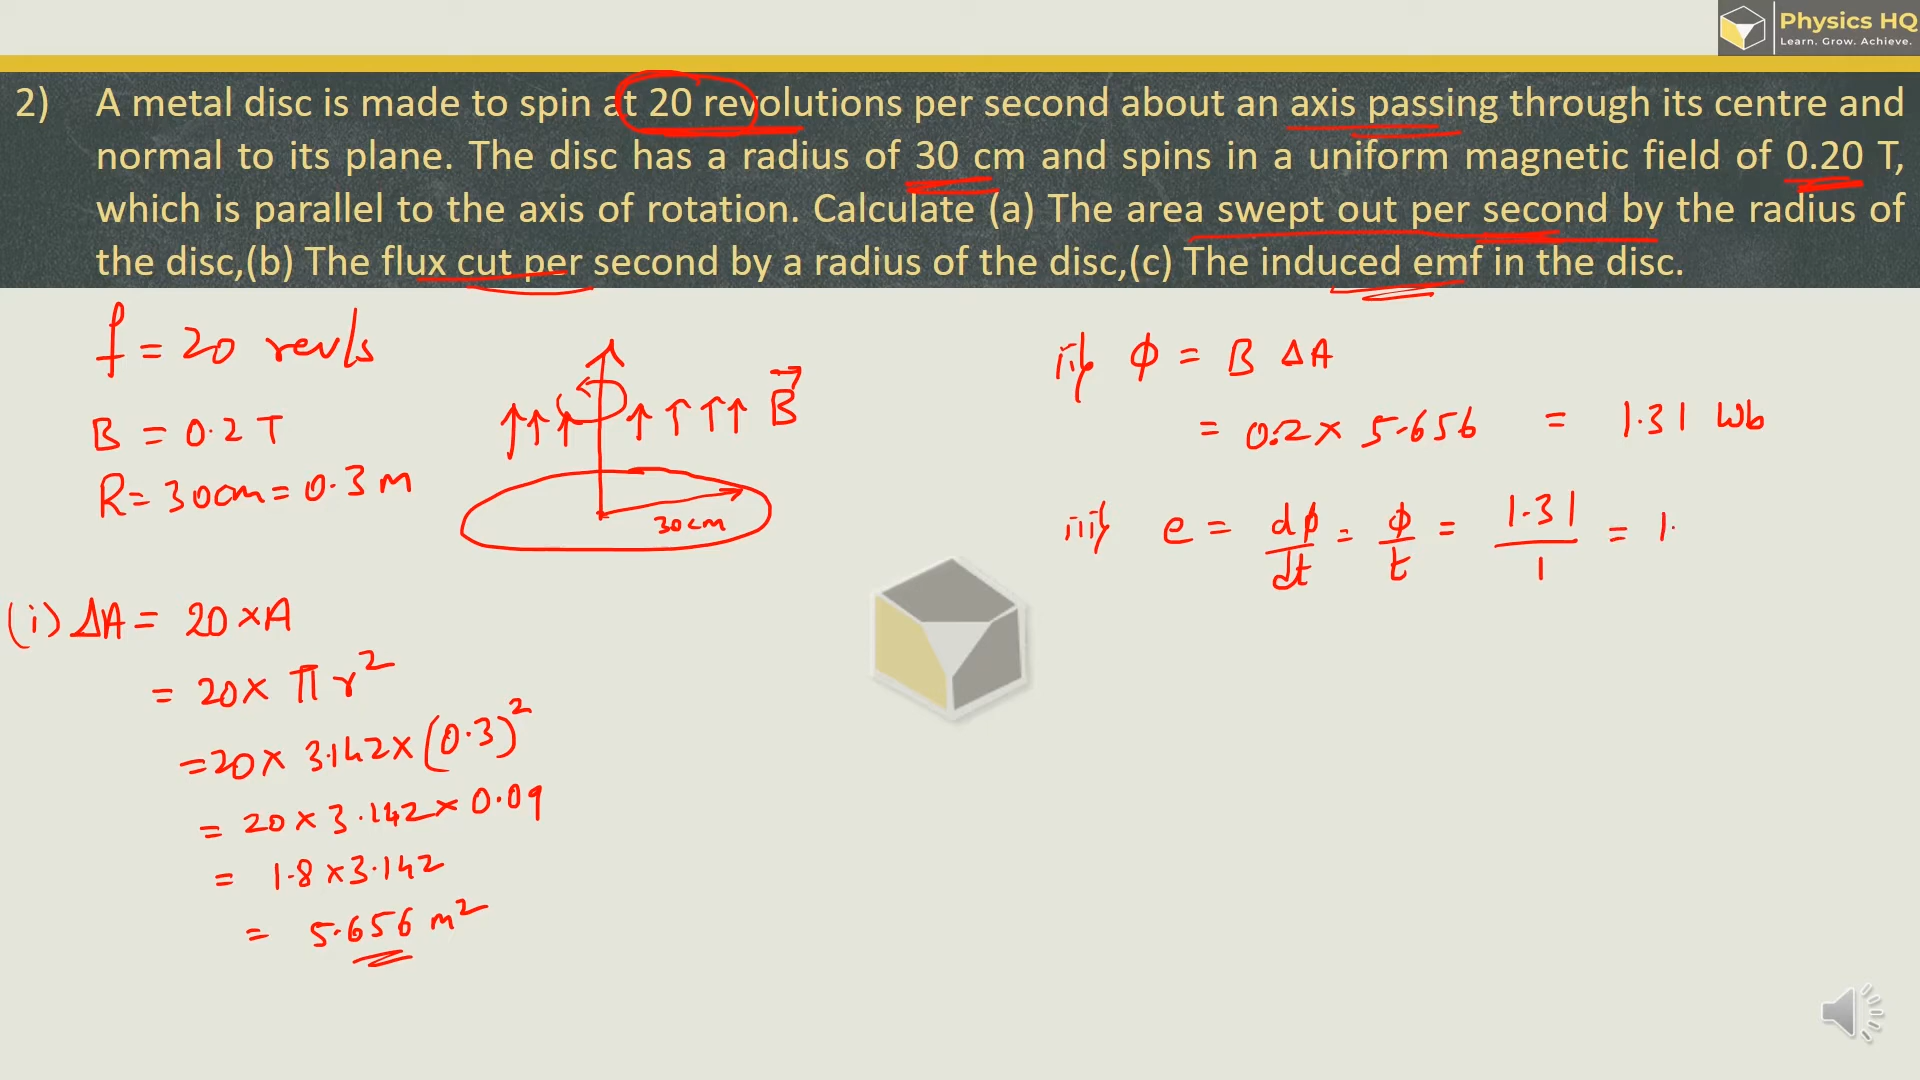 Physics HQ
Learn. Grow. Achieve.
2) A metal disc is made to spin at 20 revolutions per second about an axis passing through its centre and
normal to its plane. The disc has a radius of 30 cm and spins in a uniform magnetic field of 0.20 T,
which is parallel to the axis of rotation. Calculate (a) The area swept out per second by the radius of
the disc,(b) The flux cut per second by a radius of the disc,(c) The induced emf in the disc.
f = 20 rev/s
B = 0.2 T
R = 30cm = 0.3 m
B⃗
30 cm
(i) ΔA = 20 × A
= 20 × π r²
= 20 × 3.142 × (0.3)²
= 20 × 3.142 × 0.09
= 1.8 × 3.142
= 5.656 m²
ii) φ = B ΔA
= 0.2 × 5.656 = 1.31 Wb
iii) e = dφ/dt = φ/t = 1.31/1 = 1.